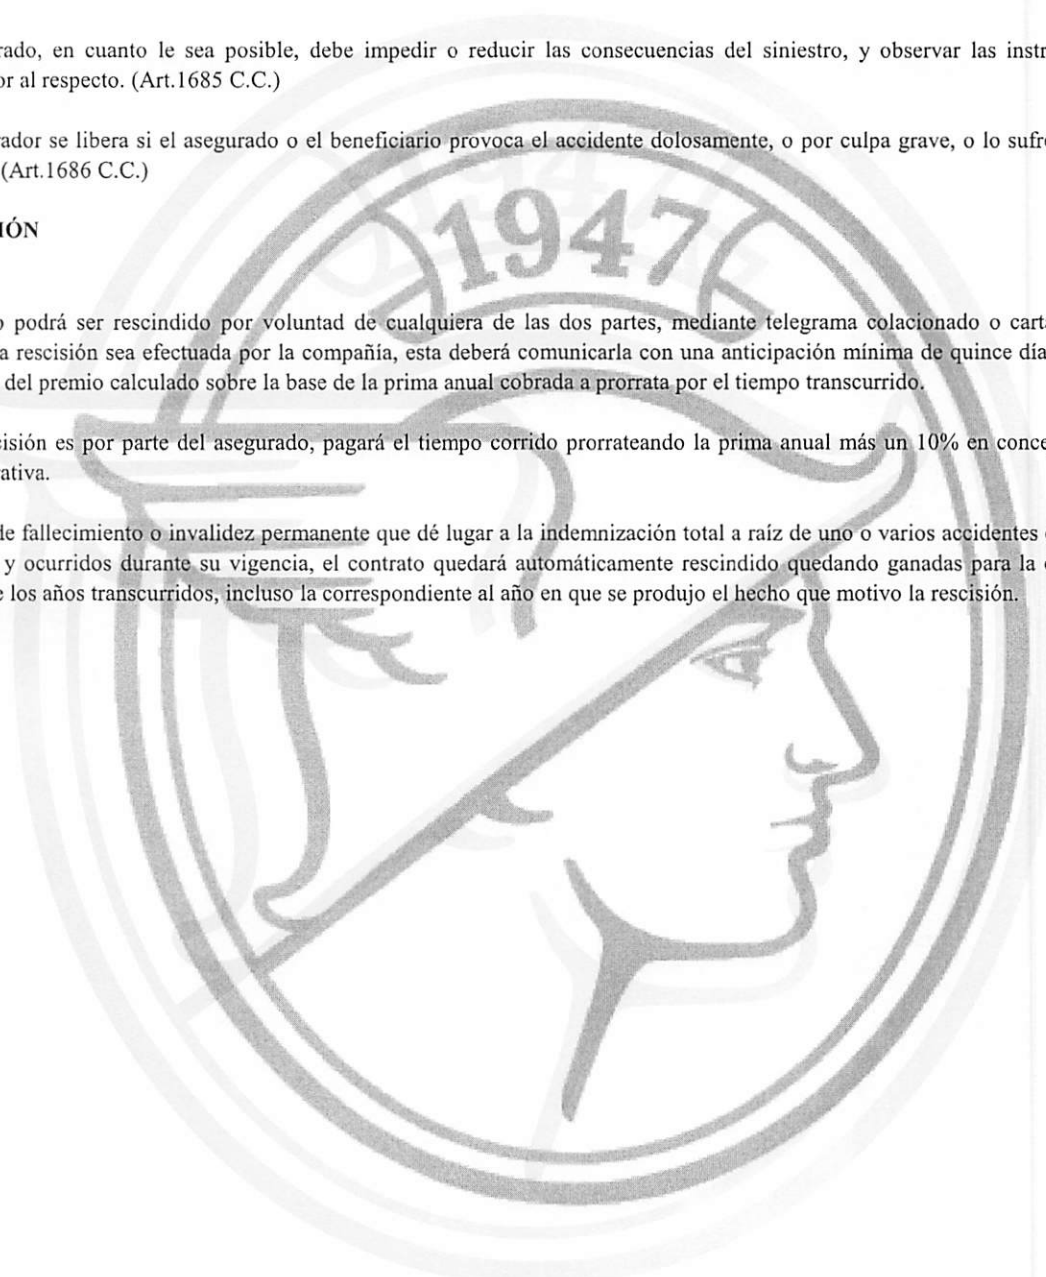 rado, en cuanto le sea posible, debe impedir o reducir las consecuencias del siniestro, y observar las instr
or al respecto. (Art.1685 C.C.)
rador se libera si el asegurado o el beneficiario provoca el accidente dolosamente, o por culpa grave, o lo sufr
(Art.1686 C.C.)
IÓN
1947
o podrá ser rescindido por voluntad de cualquiera de las dos partes, mediante telegrama colacionado o cart
a rescisión sea efectuada por la compañía, esta deberá comunicarla con una anticipación mínima de quince día
del premio calculado sobre la base de la prima anual cobrada a prorrata por el tiempo transcurrido.
cisión es por parte del asegurado, pagará el tiempo corrido prorrateando la prima anual más un 10% en conce
ativa.
de fallecimiento o invalidez permanente que dé lugar a la indemnización total a raíz de uno o varios accidentes
y ocurridos durante su vigencia, el contrato quedará automáticamente rescindido quedando ganadas para la
e los años transcurridos, incluso la correspondiente al año en que se produjo el hecho que motivo la rescisión.